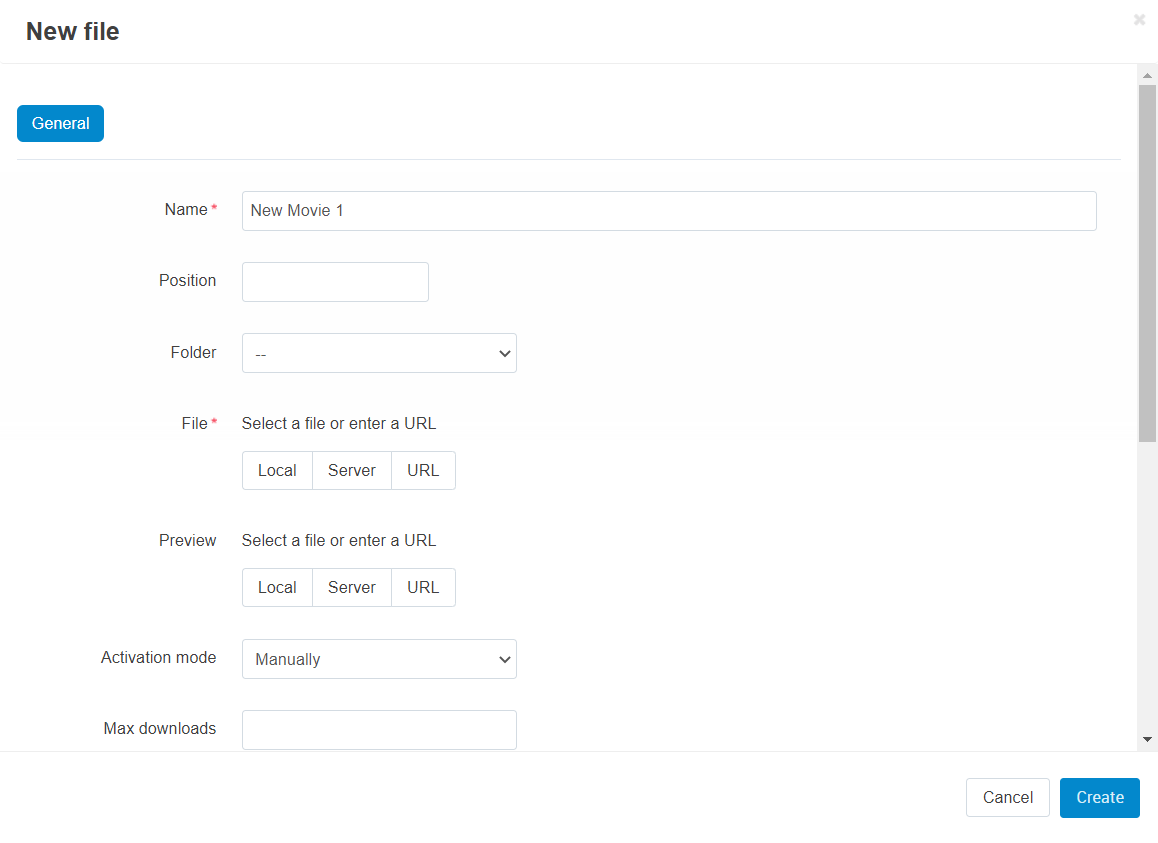 New file
General
Name*
New Movie 1
Position
Folder
--
File*
Select a file or enter a URL
Local Server URL
Preview
Select a file or enter a URL
Local Server URL
Activation mode
Manually
Max downloads
Cancel Create